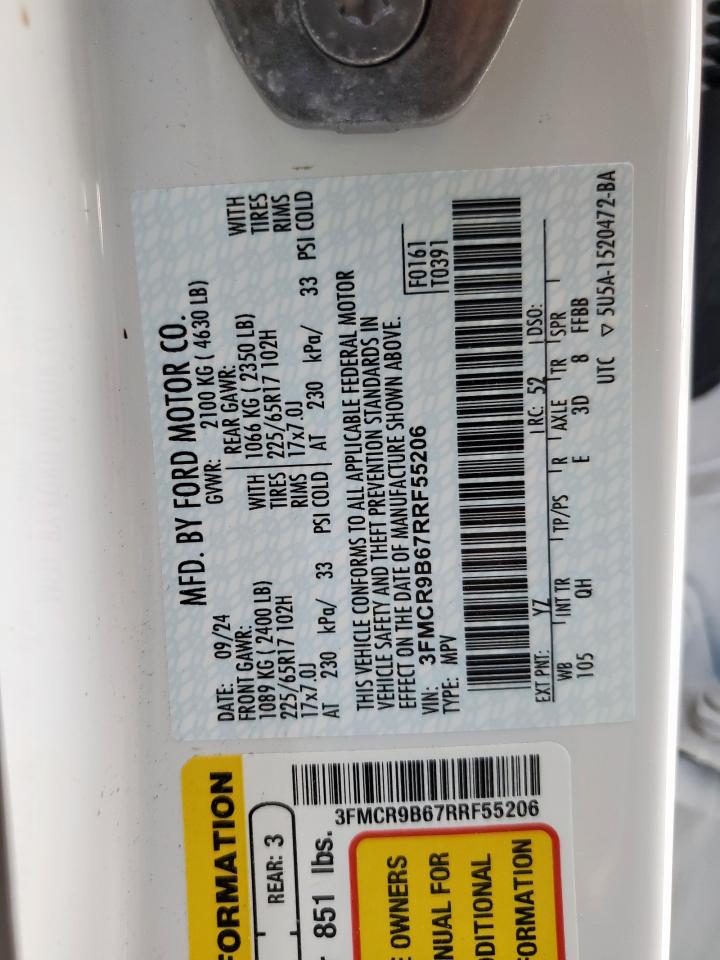 MFD. BY FORD MOTOR CO.
DATE: 09/24 GVWR: 2100 KG ( 4630 LB)
FRONT GAWR: REAR GAWR: WITH
1089 KG ( 2400 LB) WITH 1066 KG ( 2350 LB) TIRES
225/65R17 102H TIRES 225/65R17 102H RIMS
17x7.0J RIMS 17x7.0J
AT 230 kPa/ 33 PSI COLD AT 230 kPa/ 33 PSI COLD
THIS VEHICLE CONFORMS TO ALL APPLICABLE FEDERAL MOTOR
VEHICLE SAFETY AND THEFT PREVENTION STANDARDS IN
EFFECT ON THE DATE OF MANUFACTURE SHOWN ABOVE.
VIN: 3FMCR9B67RRF55206 F0161
TYPE: MPV T0391
EXT PNT: YZ RC: 52 DSO:
WB INT TR TP/PS R AXLE TR SPR
105 QH E 3D 8 FFBB
UTC ▽ 5U5A-1520472-BA
FORMATION
REAR: 3
851 lbs.
3FMCR9B67RRF55206
E OWNERS
NUAL FOR
DDITIONAL
FORMATION